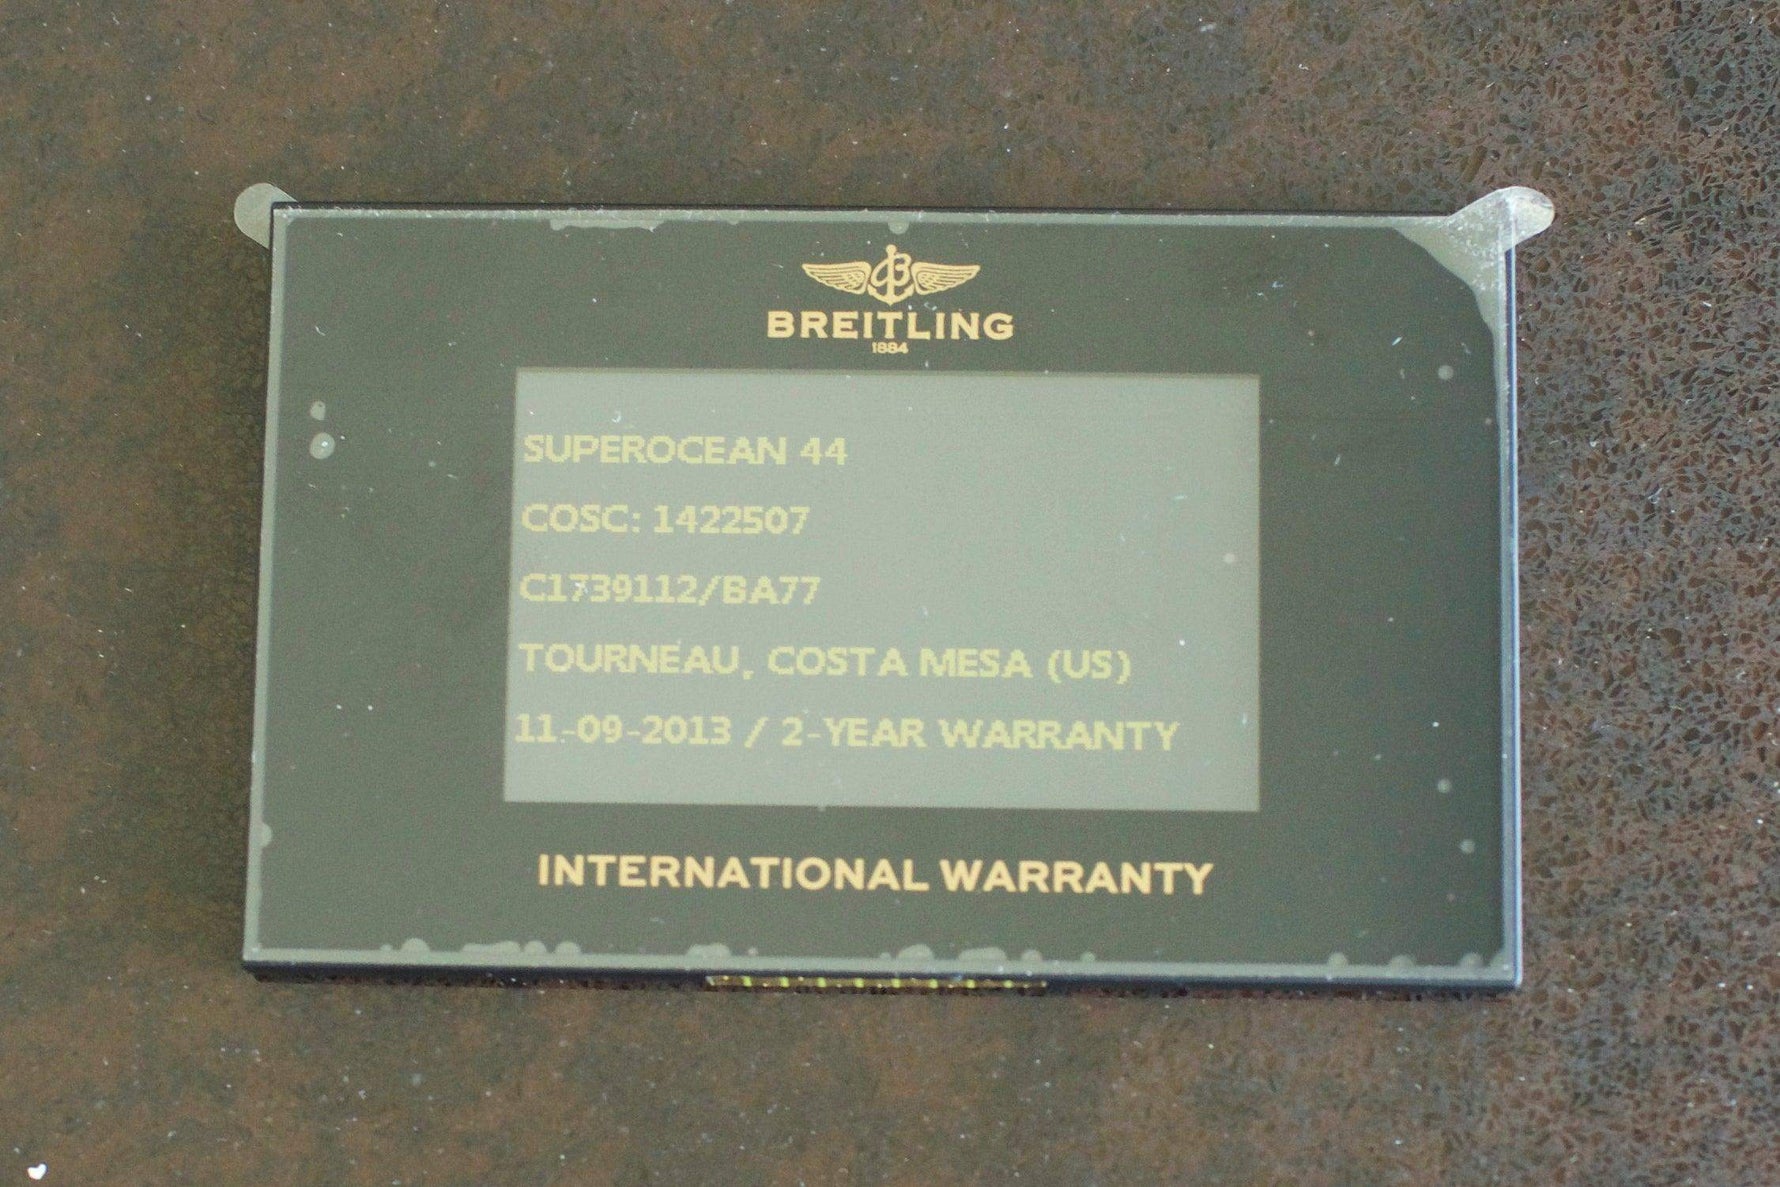 BREITLING
1884
SUPEROCEAN 44
COSC: 1422507
C1739112/BA77
TOURNEAU, COSTA MESA (US)
11-09-2013 / 2-YEAR WARRANTY
INTERNATIONAL WARRANTY